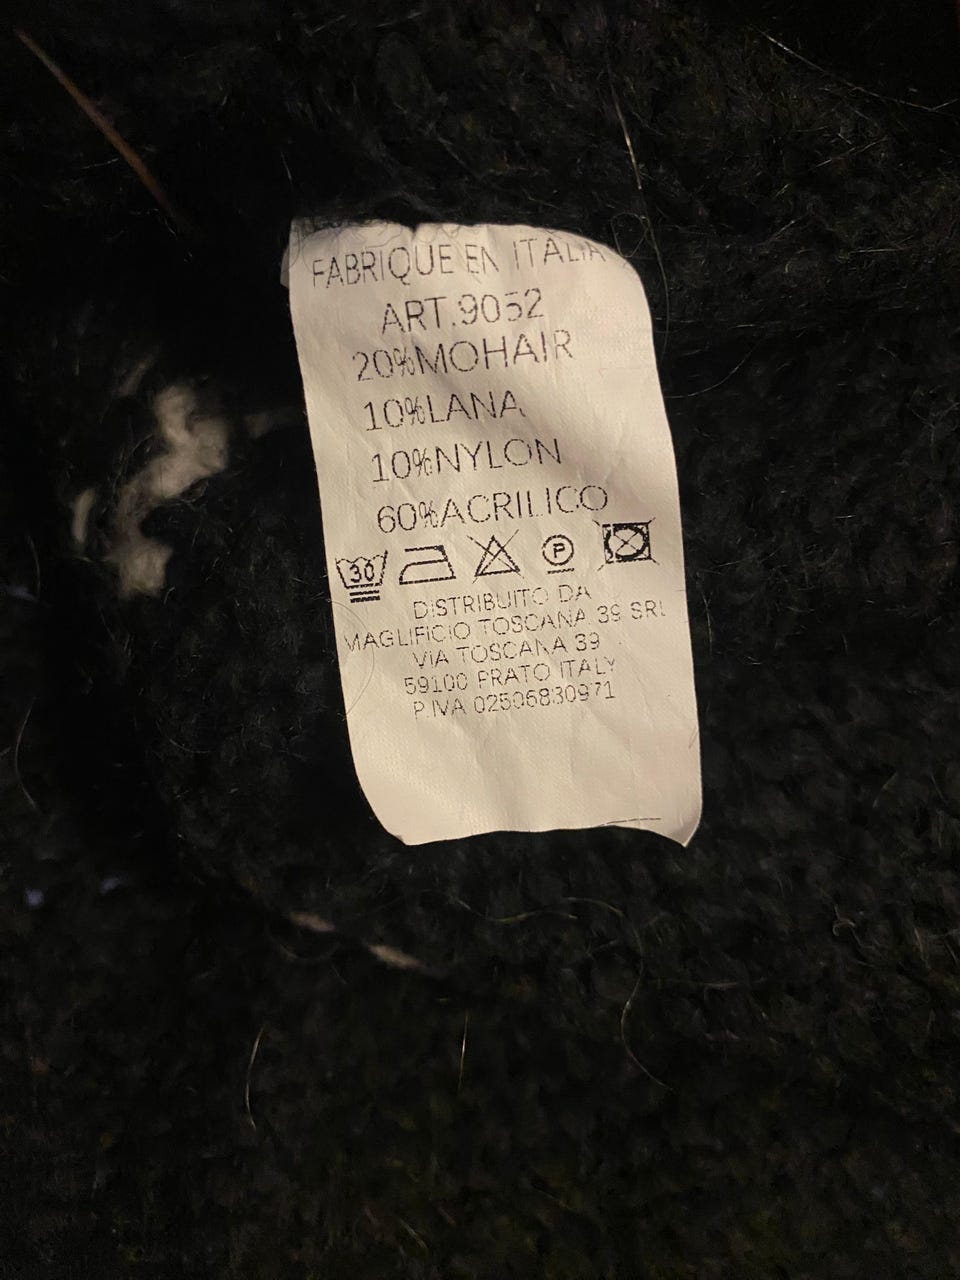 FABRIQUE EN ITALIA
ART.9052
20%MOHAIR
10%LANA
10%NYLON
60%ACRILICO
30 P
DISTRIBUITO DA
MAGLIFICIO TOSCANA 39 SRL
VIA TOSCANA 39
59100 PRATO ITALY
P.IVA 02506830971